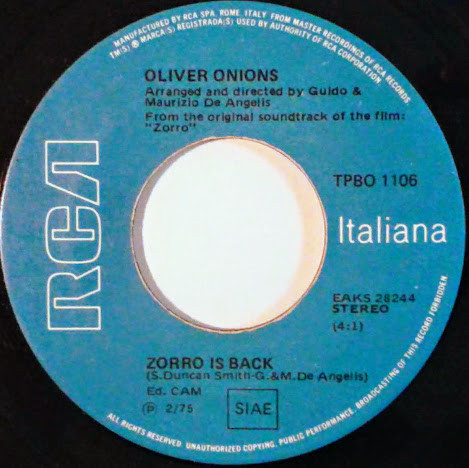 MANUFACTURED BY RCA SPA. ROME. ITALY FROM MASTER RECORDINGS OF RCA RECORDS.
TM(S) ® MARCA(S) REGISTRADA(S) USED BY AUTHORITY OF RCA CORPORATION
OLIVER ONIONS
Arranged and directed by Guido &
Maurizio De Angelis
From the original soundtrack of the film:
"Zorro"
RCA
TPBO 1106
Italiana
EAKS 28244
STEREO
(4:1)
ZORRO IS BACK
(S.Duncan Smith-G.&M.De Angelis)
Ed. CAM
Ⓟ 2/75
SIAE
ALL RIGHTS RESERVED. UNAUTHORIZED COPYING, PUBLIC PERFORMANCE, BROADCASTING OF THIS RECORD FORBIDDEN.